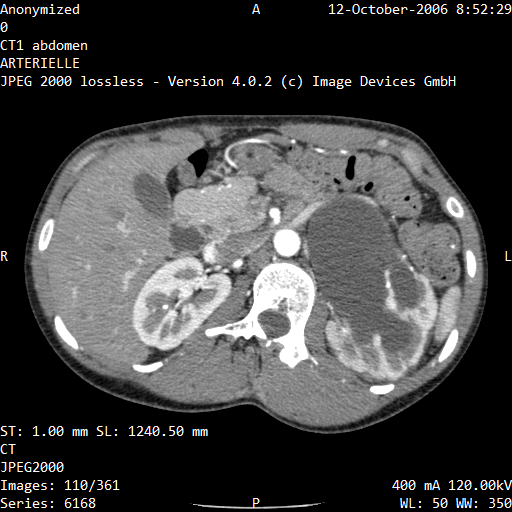 Anonymized A 12-October-2006 8:52:29
0
CT1 abdomen
ARTERIELLE
JPEG 2000 lossless - Version 4.0.2 (c) Image Devices GmbH
R L
ST: 1.00 mm SL: 1240.50 mm
CT
JPEG2000
Images: 110/361 400 mA 120.00kV
Series: 6168 P WL: 50 WW: 350